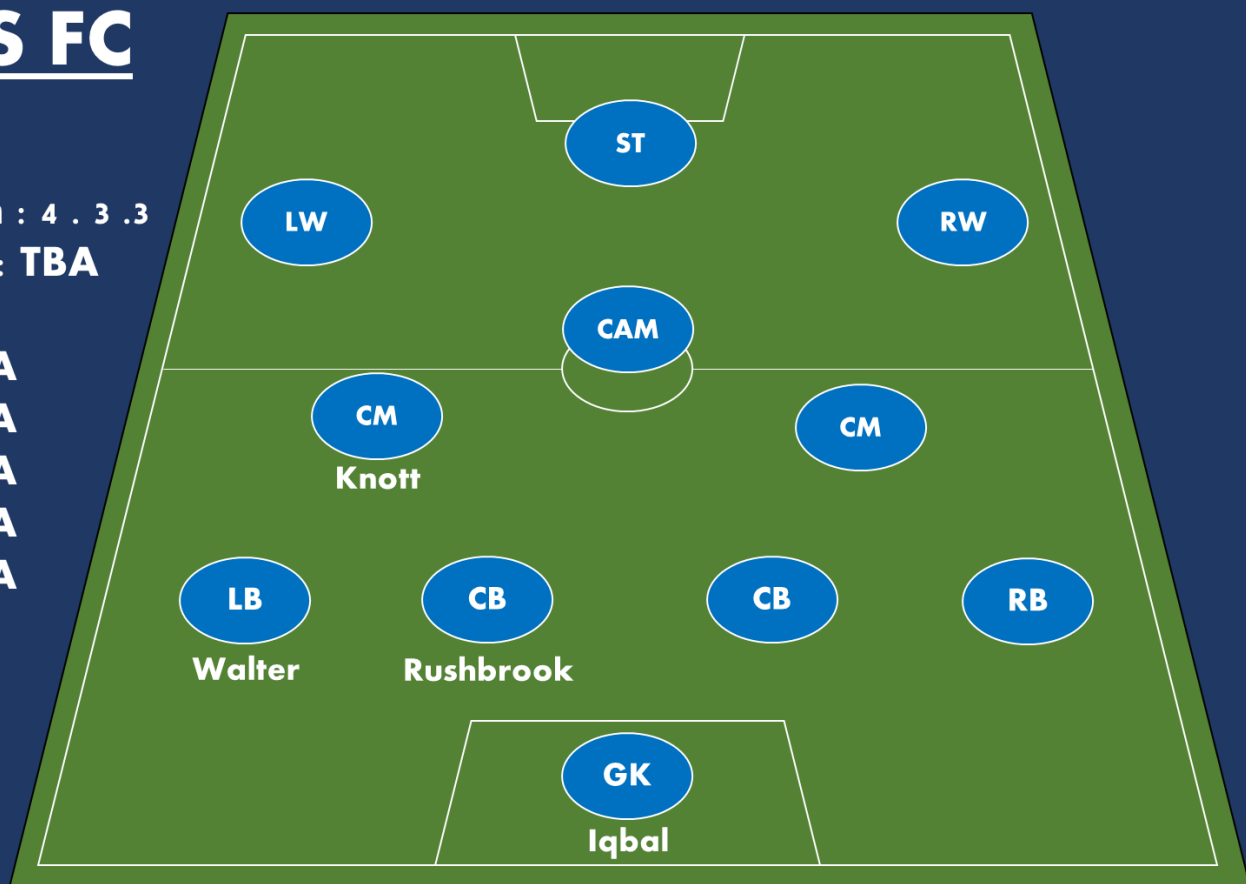 S FC
: 4 . 3 .3
: TBA
A
A
A
A
A
ST
LW RW
CAM
CM CM
Knott
LB CB CB RB
Walter Rushbrook
GK
Iqbal